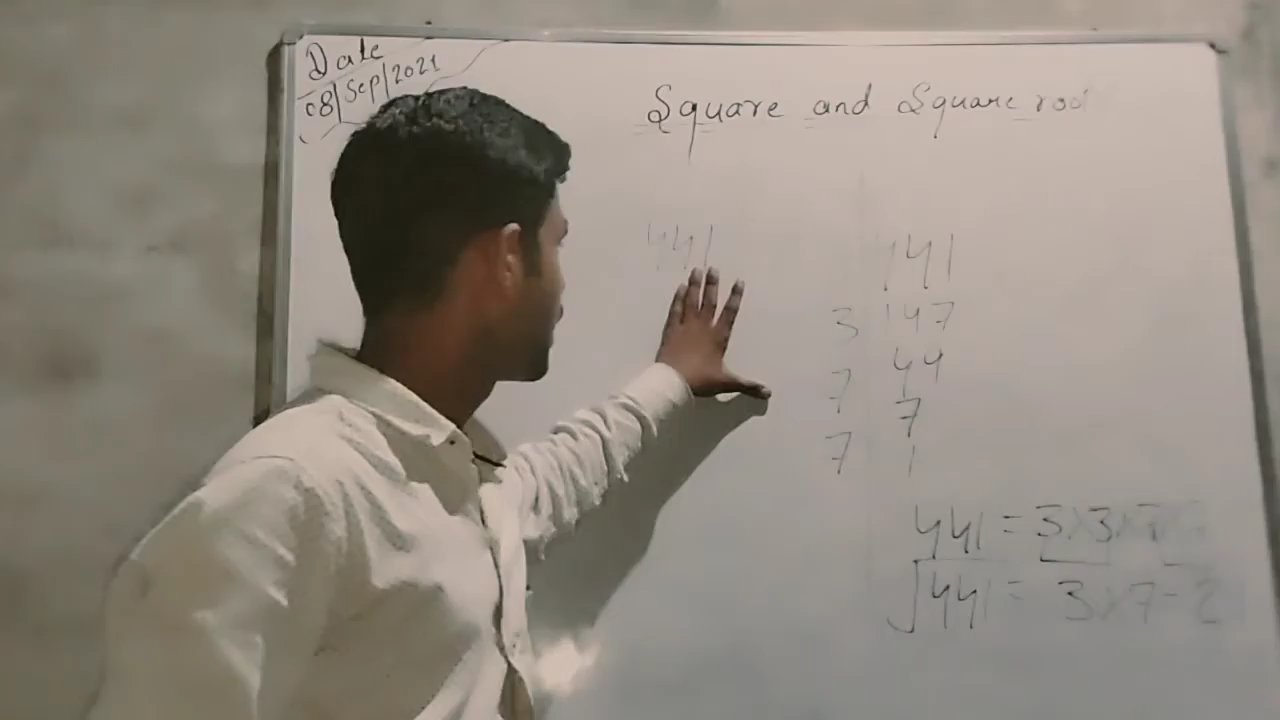 Date
08/Sep/2021
Square and Square root
441
441
3 147
7 49
7 7
1
441 = 3×3×7×7
√441 = 3×7=2